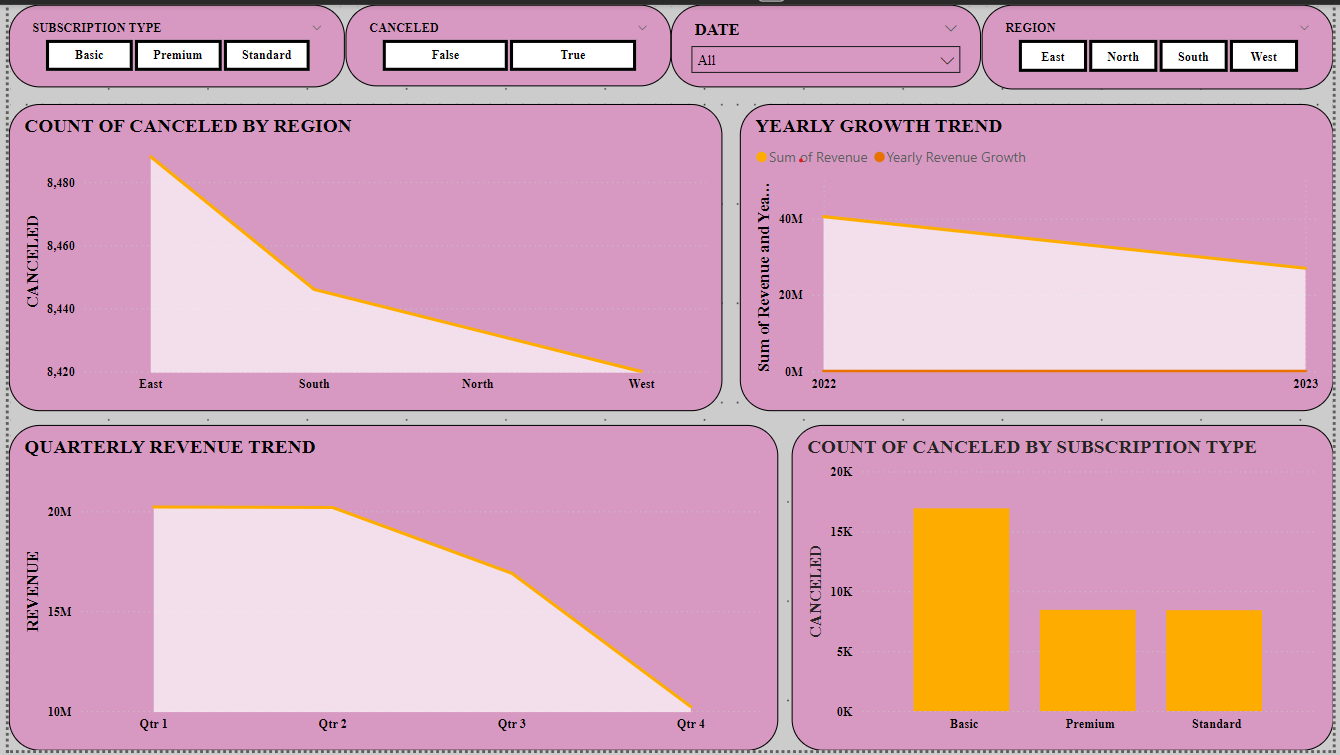 SUBSCRIPTION TYPE
Basic Premium Standard
CANCELED
False True
DATE
All
REGION
East North South West
COUNT OF CANCELED BY REGION
CANCELED
8,480
8,460
8,440
8,420
East South North West
YEARLY GROWTH TREND
Sum of Revenue Yearly Revenue Growth
Sum of Revenue and Yea...
40M
20M
0M
2022 2023
QUARTERLY REVENUE TREND
REVENUE
20M
15M
10M
Qtr 1 Qtr 2 Qtr 3 Qtr 4
COUNT OF CANCELED BY SUBSCRIPTION TYPE
CANCELED
20K
15K
10K
5K
0K
Basic Premium Standard